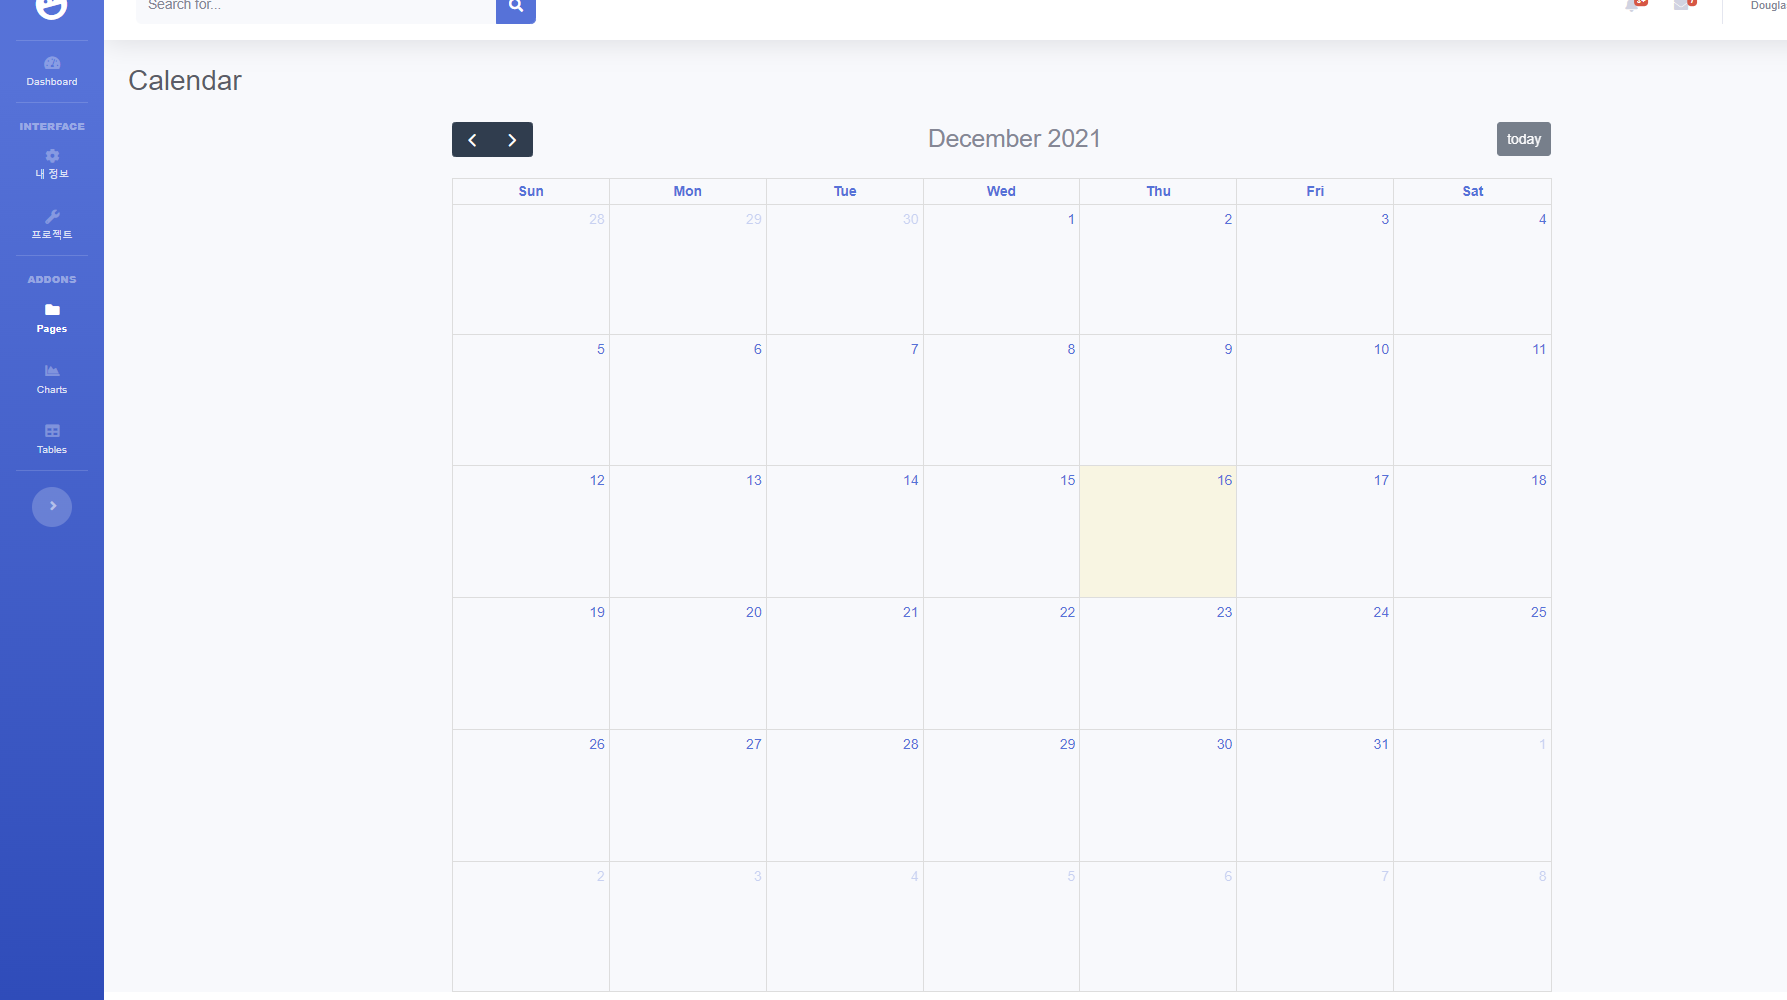 Search for...
Dougla
Dashboard
INTERFACE
내 정보
프로젝트
ADDONS
Pages
Charts
Tables
Calendar
December 2021
today
Sun Mon Tue Wed Thu Fri Sat
28 29 30 1 2 3 4
5 6 7 8 9 10 11
12 13 14 15 16 17 18
19 20 21 22 23 24 25
26 27 28 29 30 31 1
2 3 4 5 6 7 8